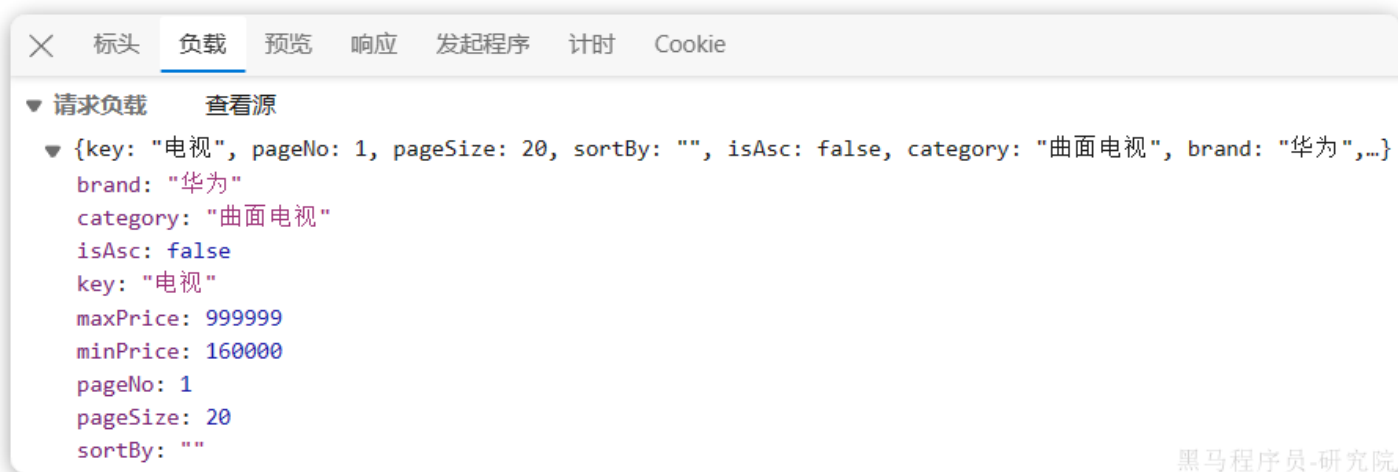 标头 负载 预览 响应 发起程序 计时 Cookie
请求负载 查看源
{key: "电视", pageNo: 1, pageSize: 20, sortBy: "", isAsc: false, category: "曲面电视", brand: "华为",…}
brand: "华为"
category: "曲面电视"
isAsc: false
key: "电视"
maxPrice: 999999
minPrice: 160000
pageNo: 1
pageSize: 20
sortBy: ""
黑马程序员-研究院